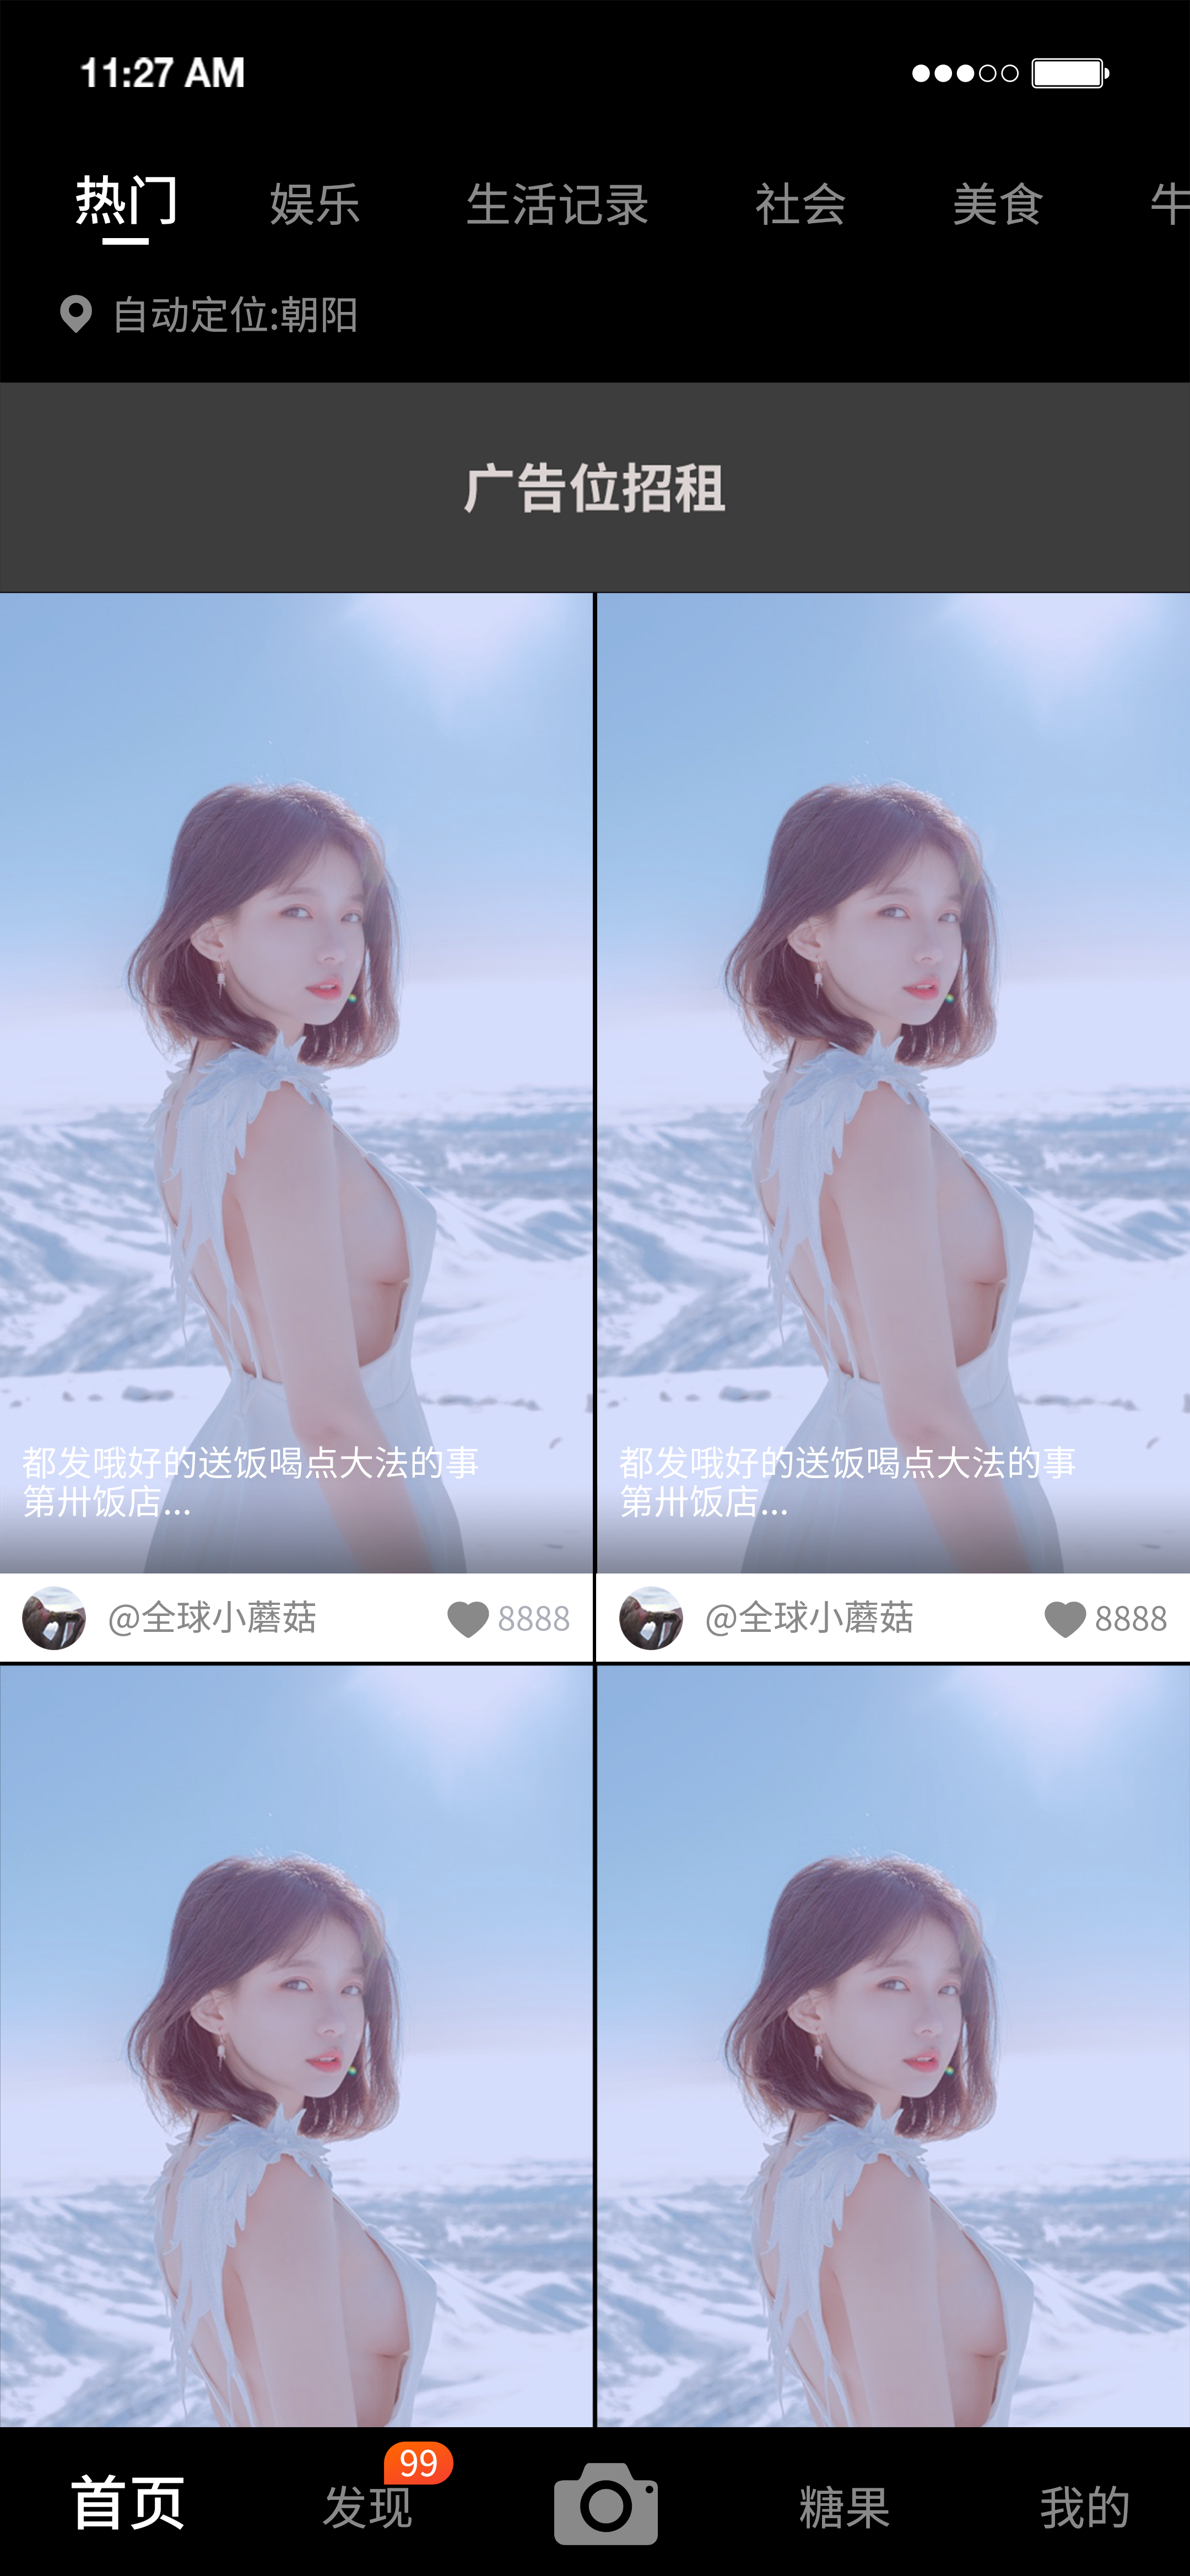 11:27 AM
热门 娱乐 生活记录 社会 美食 牛
自动定位:朝阳
广告位招租
都发哦好的送饭喝点大法的事
第卅饭店...
都发哦好的送饭喝点大法的事
第卅饭店...
@全球小蘑菇 8888
@全球小蘑菇 8888
99
首页 发现 糖果 我的